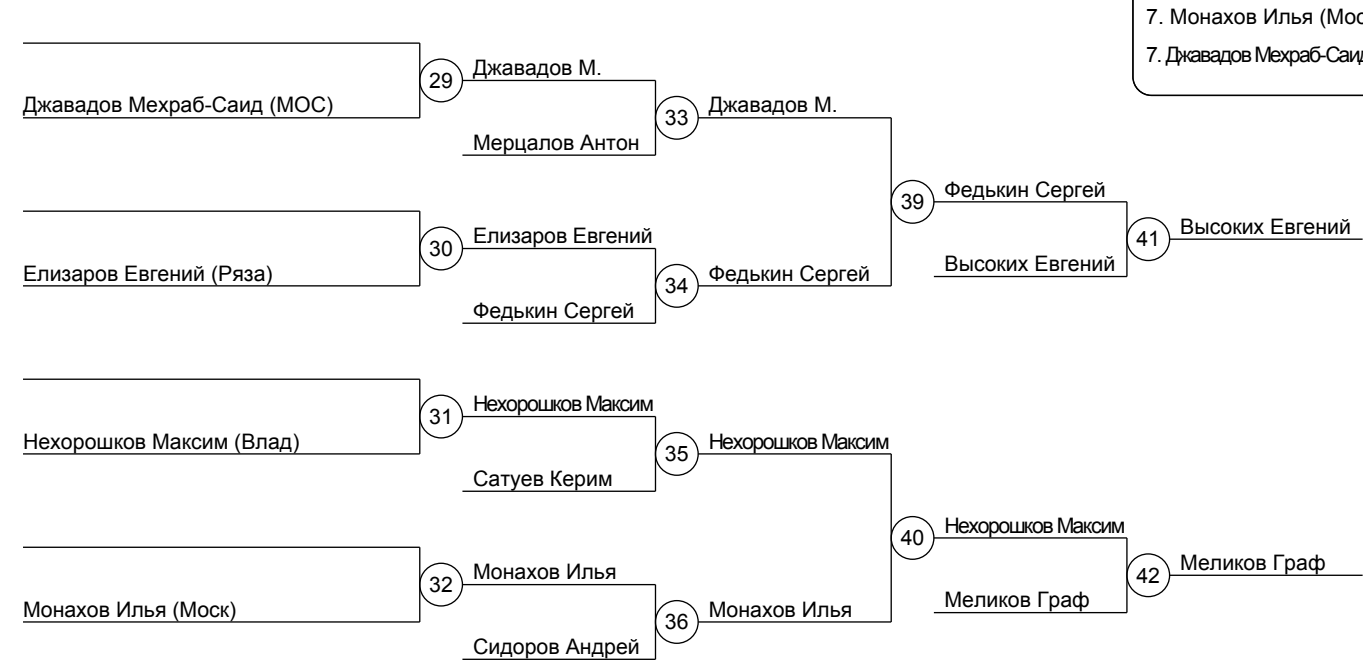 7. Монахов Илья (Мос
7. Джавадов Мехраб-Саид
29 Джавадов М.
Джавадов Мехраб-Саид (МОС)
33 Джавадов М.
Мерцалов Антон
39 Федькин Сергей
30 Елизаров Евгений
41 Высоких Евгений
Елизаров Евгений (Ряза)
34 Федькин Сергей
Высоких Евгений
Федькин Сергей
31 Нехорошков Максим
Нехорошков Максим (Влад)
35 Нехорошков Максим
Сатуев Керим
40 Нехорошков Максим
32 Монахов Илья
42 Меликов Граф
Монахов Илья (Моск)
36 Монахов Илья
Меликов Граф
Сидоров Андрей